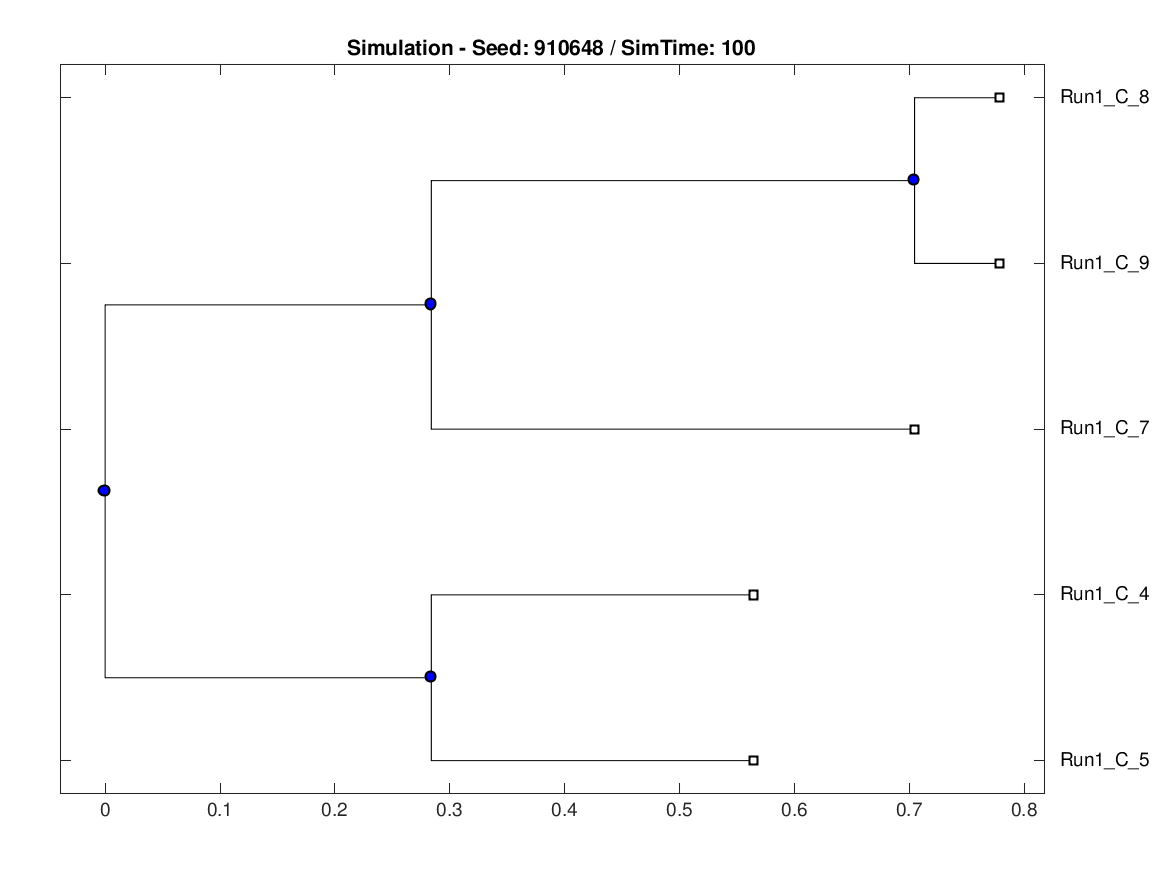 Simulation - Seed: 910648 / SimTime: 100
Run1_C_8
Run1_C_9
Run1_C_7
Run1_C_4
Run1_C_5
0 0.1 0.2 0.3 0.4 0.5 0.6 0.7 0.8